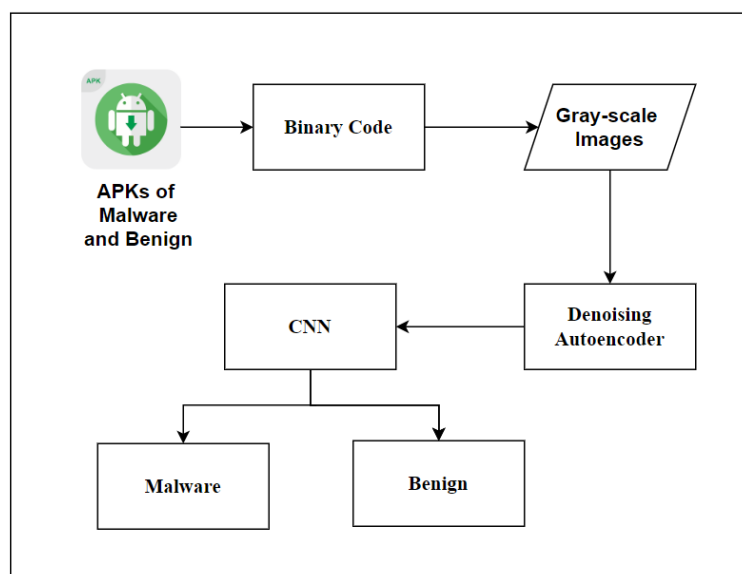 APK
APKs of
Malware
and Benign
Binary Code
Gray-scale
Images
CNN
Denoising
Autoencoder
Malware
Benign